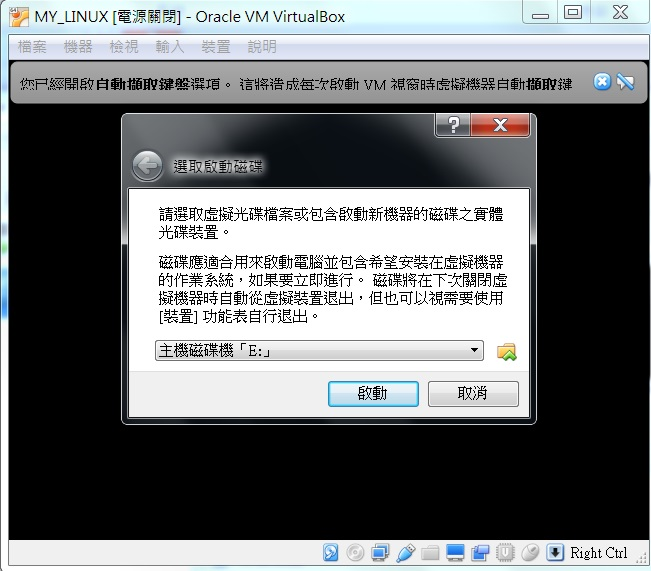 MY_LINUX [電源關閉] - Oracle VM VirtualBox
檔案 機器 檢視 輸入 裝置 說明
您已經開啟自動擷取鍵盤選項。 這將造成每次啟動 VM 視窗時虛擬機器自動擷取鍵
選取啟動磁碟
請選取虛擬光碟檔案或包含啟動新機器的磁碟之實體
光碟裝置。
磁碟應適合用來啟動電腦並包含希望安裝在虛擬機器
的作業系統，如果要立即進行。 磁碟將在下次關閉虛
擬機器時自動從虛擬裝置退出，但也可以視需要使用
[裝置] 功能表自行退出。
主機磁碟機「E:」
啟動 取消
Right Ctrl